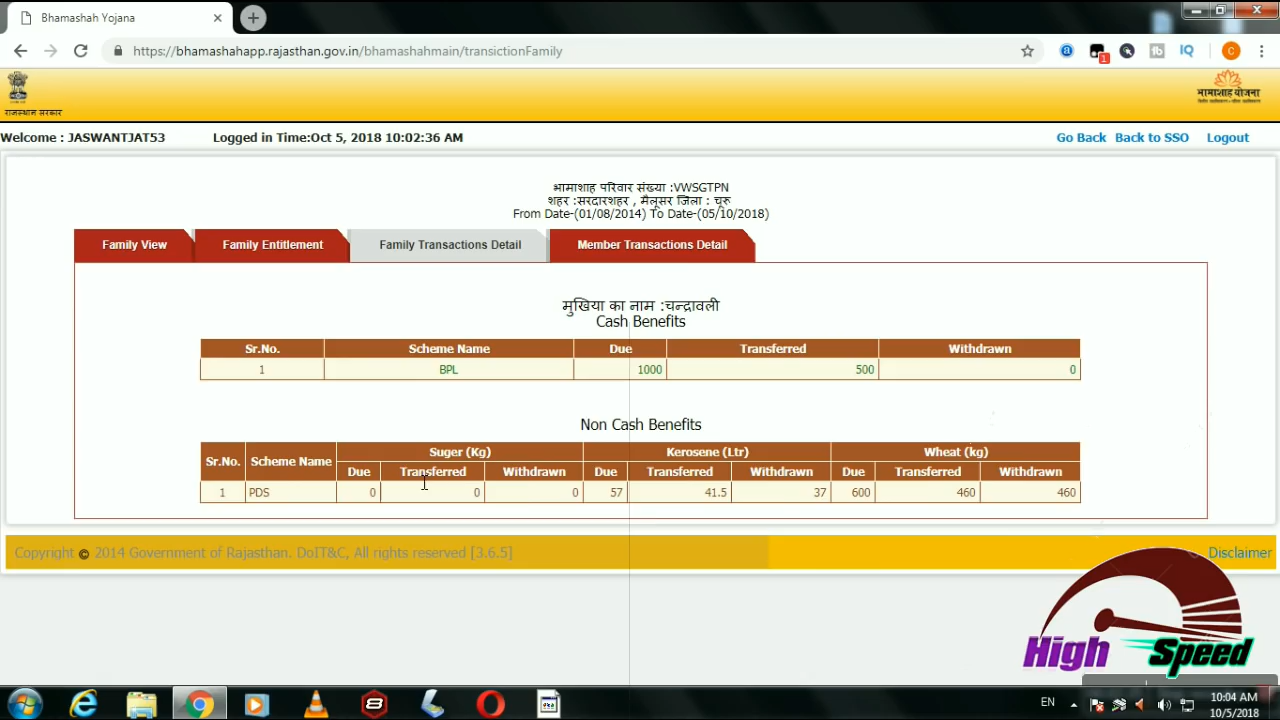 Bhamashah Yojana
https://bhamashahapp.rajasthan.gov.in/bhamashahmain/transictionFamily
राजस्थान सरकार
भामाशाह योजना
Welcome : JASWANTJAT53 Logged in Time:Oct 5, 2018 10:02:36 AM Go Back Back to SSO Logout
भामाशाह परिवार संख्या :VWSGTPN
शहर :सरदारशहर , मैलूसर जिला : चूरू
From Date-(01/08/2014) To Date-(05/10/2018)
Family View Family Entitlement Family Transactions Detail Member Transactions Detail
मुखिया का नाम :चन्द्रावली
Cash Benefits
Sr.No. Scheme Name Due Transferred Withdrawn
1 BPL 1000 500 0
Non Cash Benefits
Sr.No. Scheme Name Suger (Kg) Kerosene (Ltr) Wheat (kg)
Due Transferred Withdrawn Due Transferred Withdrawn Due Transferred Withdrawn
1 PDS 0 0 0 57 41.5 37 600 460 460
Copyright © 2014 Government of Rajasthan. DoIT&C, All rights reserved [3.6.5] Disclaimer
High Speed
EN 10:04 AM
10/5/2018